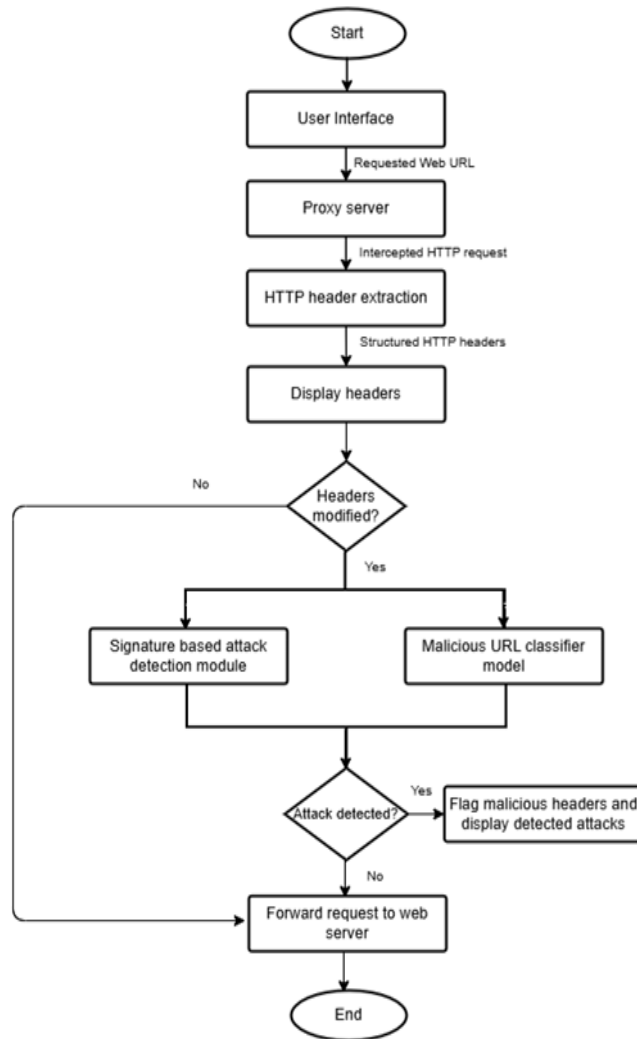 Start
User Interface
Requested Web URL
Proxy server
Intercepted HTTP request
HTTP header extraction
Structured HTTP headers
Display headers
No
Headers
modified?
Yes
Signature based attack
detection module
Malicious URL classifier
model
Attack detected?
Yes
Flag malicious headers and
display detected attacks
No
Forward request to web
server
End